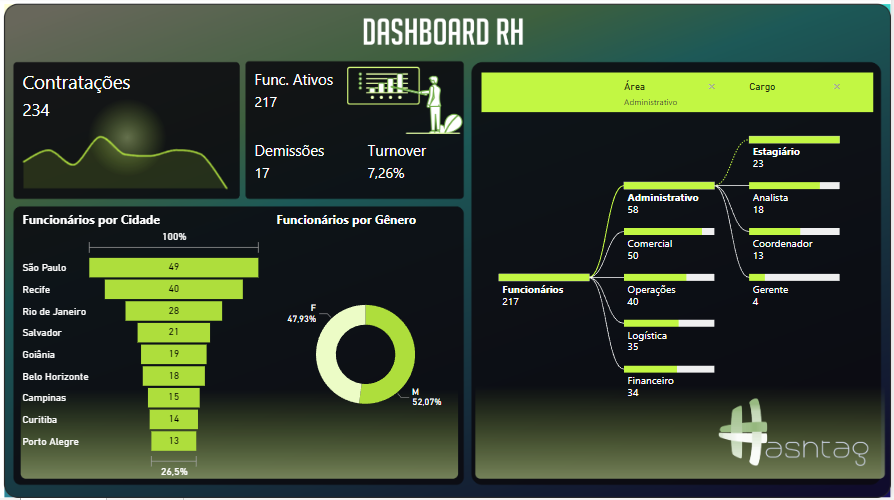 DASHBOARD RH
Contratações
234
Func. Ativos
217
Demissões
17
Turnover
7,26%
Funcionários por Cidade
100%
São Paulo 49
Recife 40
Rio de Janeiro 28
Salvador 21
Goiânia 19
Belo Horizonte 18
Campinas 15
Curitiba 14
Porto Alegre 13
26,5%
Funcionários por Gênero
F
47,93%
M
52,07%
Área
Administrativo
Cargo
Funcionários
217
Administrativo
58
Comercial
50
Operações
40
Logística
35
Financeiro
34
Estagiário
23
Analista
18
Coordenador
13
Gerente
4
Hashtag